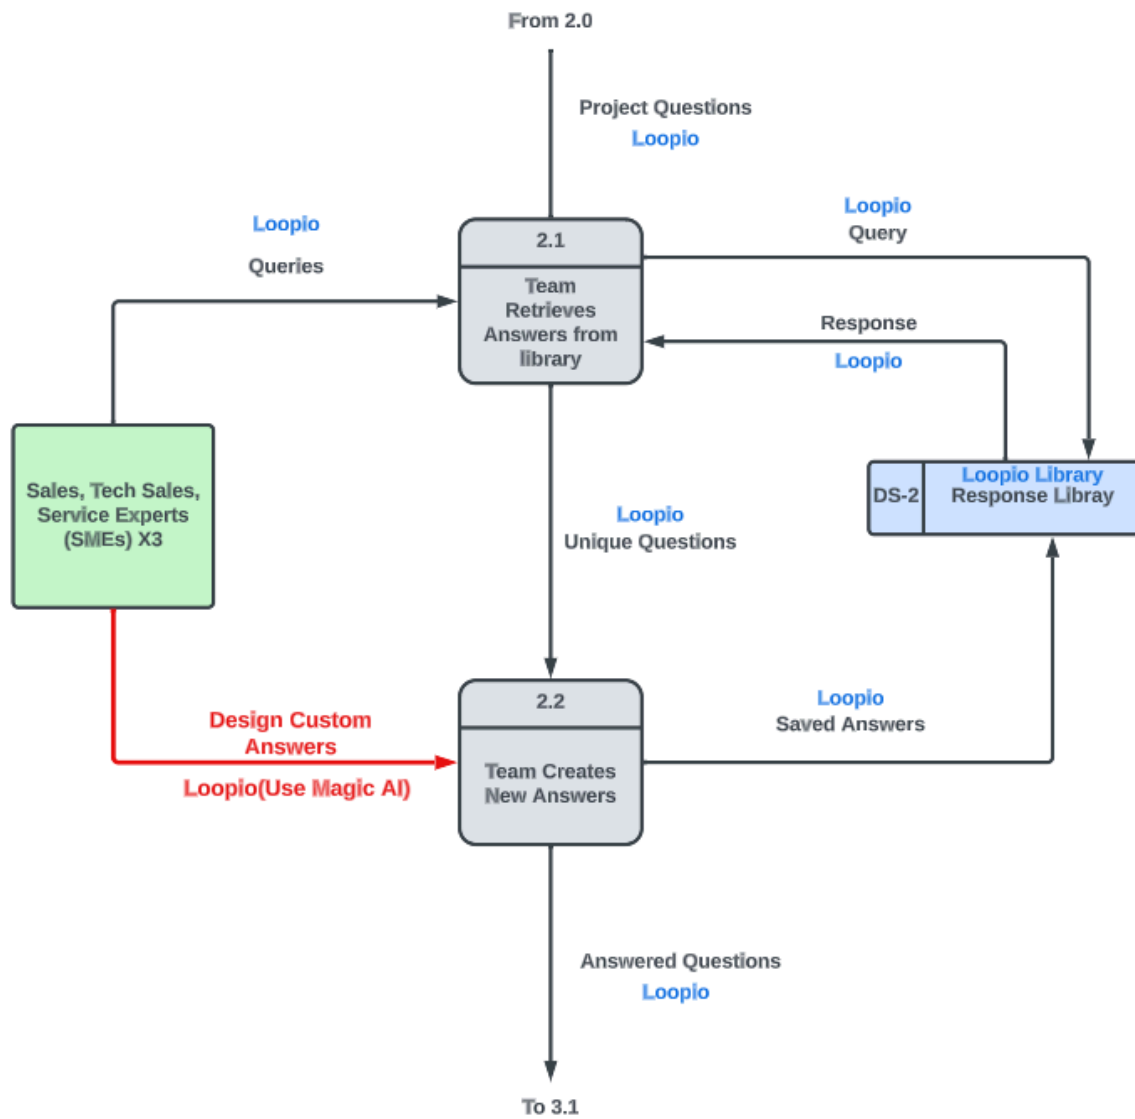 From 2.0
Project Questions
Loopio
Loopio
Queries
2.1
Team
Retrieves
Answers from
library
Loopio
Query
Response
Loopio
Sales, Tech Sales,
Service Experts
(SMEs) X3
DS-2
Loopio Library
Response Libray
Loopio
Unique Questions
Design Custom
Answers
Loopio(Use Magic AI)
2.2
Team Creates
New Answers
Loopio
Saved Answers
Answered Questions
Loopio
To 3.1